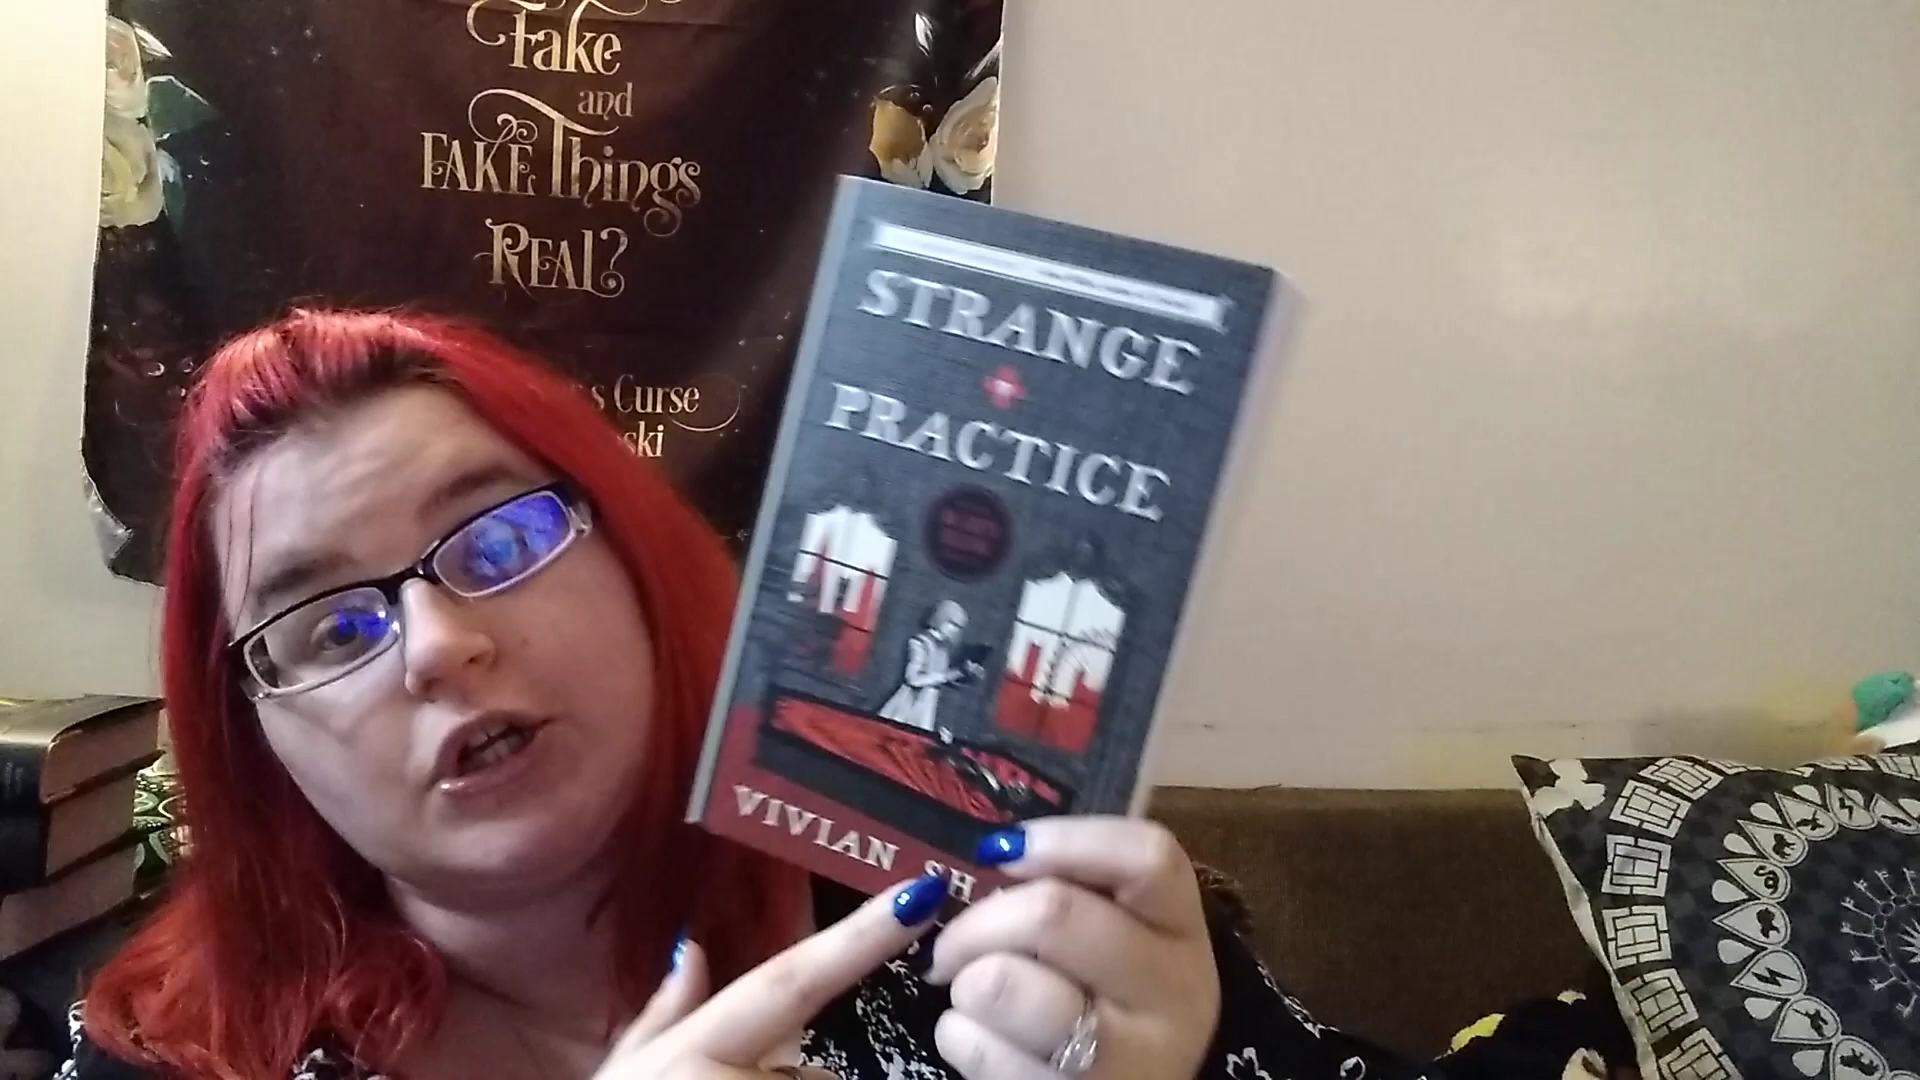 Fake
and
FAKE Things
REAL?
s Curse
ski
STRANGE
PRACTICE
VIVIAN SHA